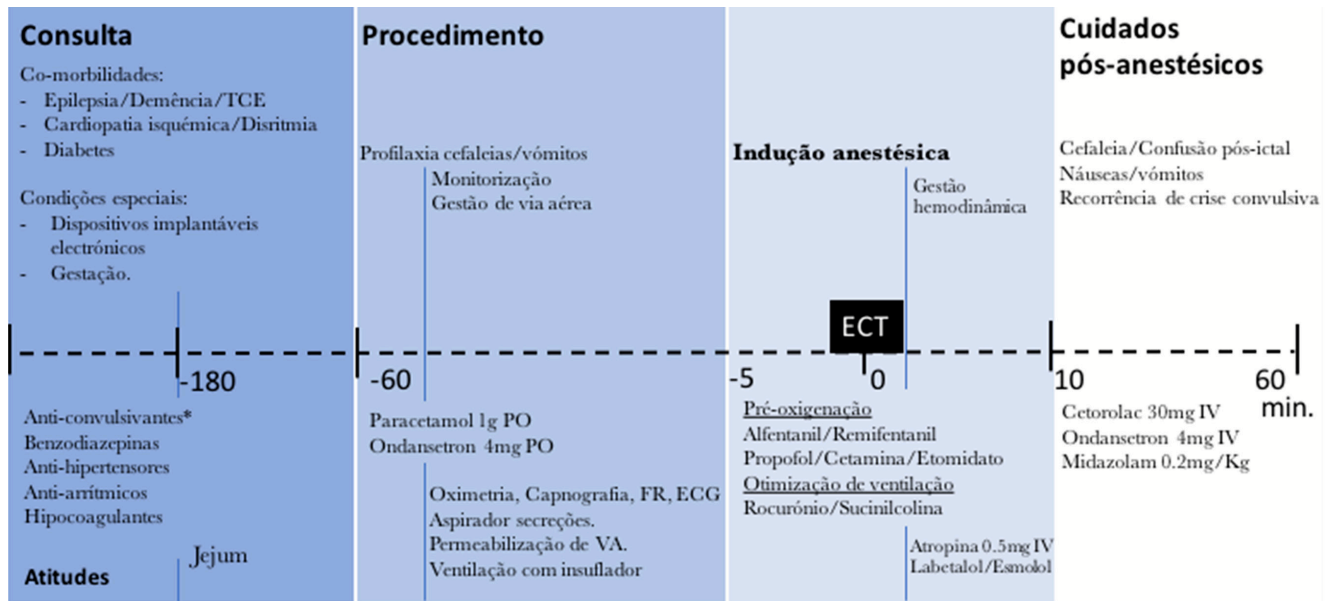 Consulta
Co-morbilidades:
- Epilepsia/Demência/TCE
- Cardiopatia isquémica/Disritmia
- Diabetes
Condições especiais:
- Dispositivos implantáveis
electrónicos
- Gestação.
Procedimento
Profilaxia cefaleias/vómitos
Monitorização
Gestão de via aérea
Indução anestésica
Gestão
hemodinâmica
Cuidados
pós-anestésicos
Cefaleia/Confusão pós-ictal
Náuseas/vómitos
Recorrência de crise convulsiva
ECT
-180
-60
-5
0
10
60
min.
Anti-convulsivantes*
Benzodiazepinas
Anti-hipertensores
Anti-arrítmicos
Hipocoagulantes
Jejum
Atitudes
Paracetamol 1g PO
Ondansetron 4mg PO
Oximetria, Capnografia, FR, ECG
Aspirador secreções.
Permeabilização de VA.
Ventilação com insuflador
Pré-oxigenação
Alfentanil/Remifentanil
Propofol/Cetamina/Etomidato
Otimização de ventilação
Rocurónio/Sucinilcolina
Atropina 0.5mg IV
Labetalol/Esmolol
Cetorolac 30mg IV
Ondansetron 4mg IV
Midazolam 0.2mg/Kg